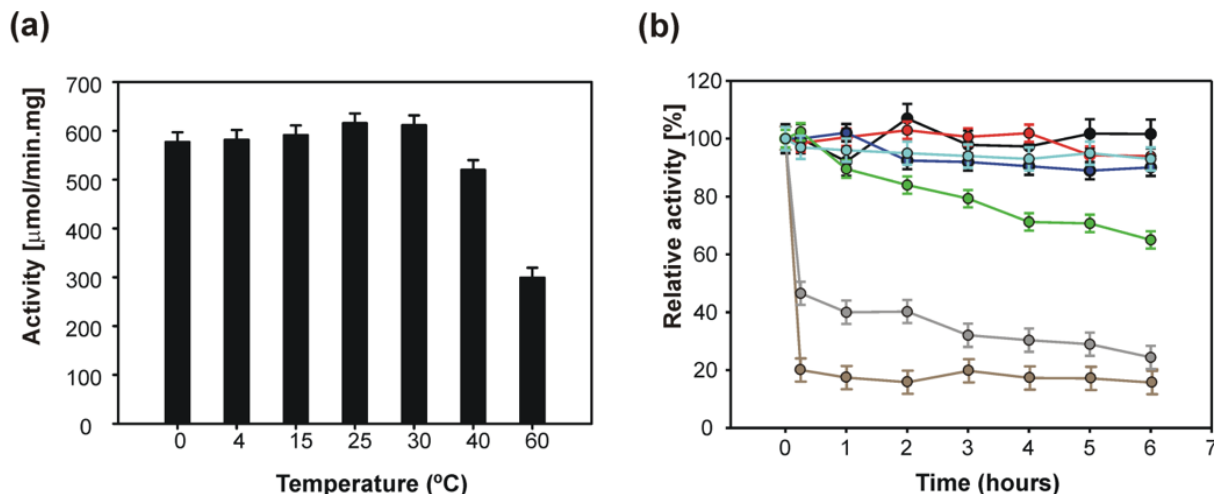 (a)
Activity [μmol/min.mg]
700
600
500
400
300
200
100
0
0 4 15 25 30 40 60
Temperature (ºC)
(b)
Relative activity [%]
120
100
80
60
40
20
0
0 1 2 3 4 5 6 7
Time (hours)